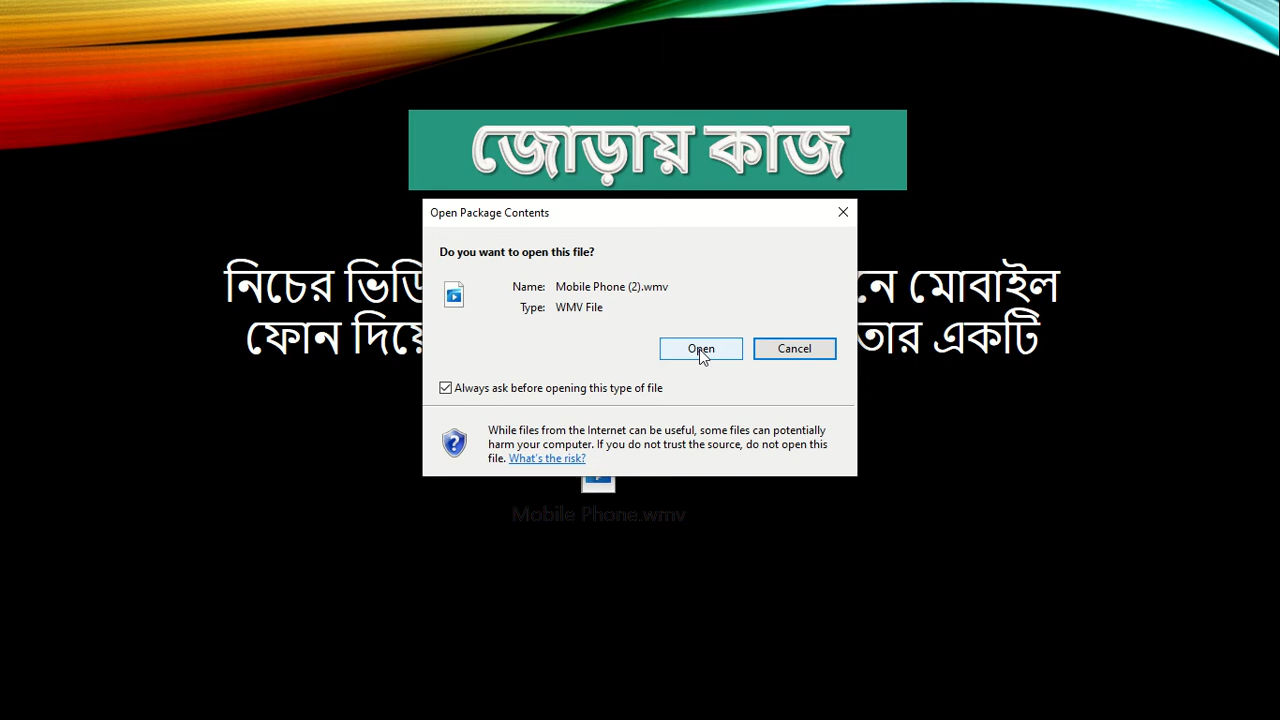 জোড়ায় কাজ
Open Package Contents
Do you want to open this file?
Name: Mobile Phone (2).wmv
Type: WMV File
Open Cancel
Always ask before opening this type of file
While files from the Internet can be useful, some files can potentially
harm your computer. If you do not trust the source, do not open this
file. What's the risk?
নিচের নে মোবাইল
ফোন দিয়ে তার একটি
Mobile Phone.wmv